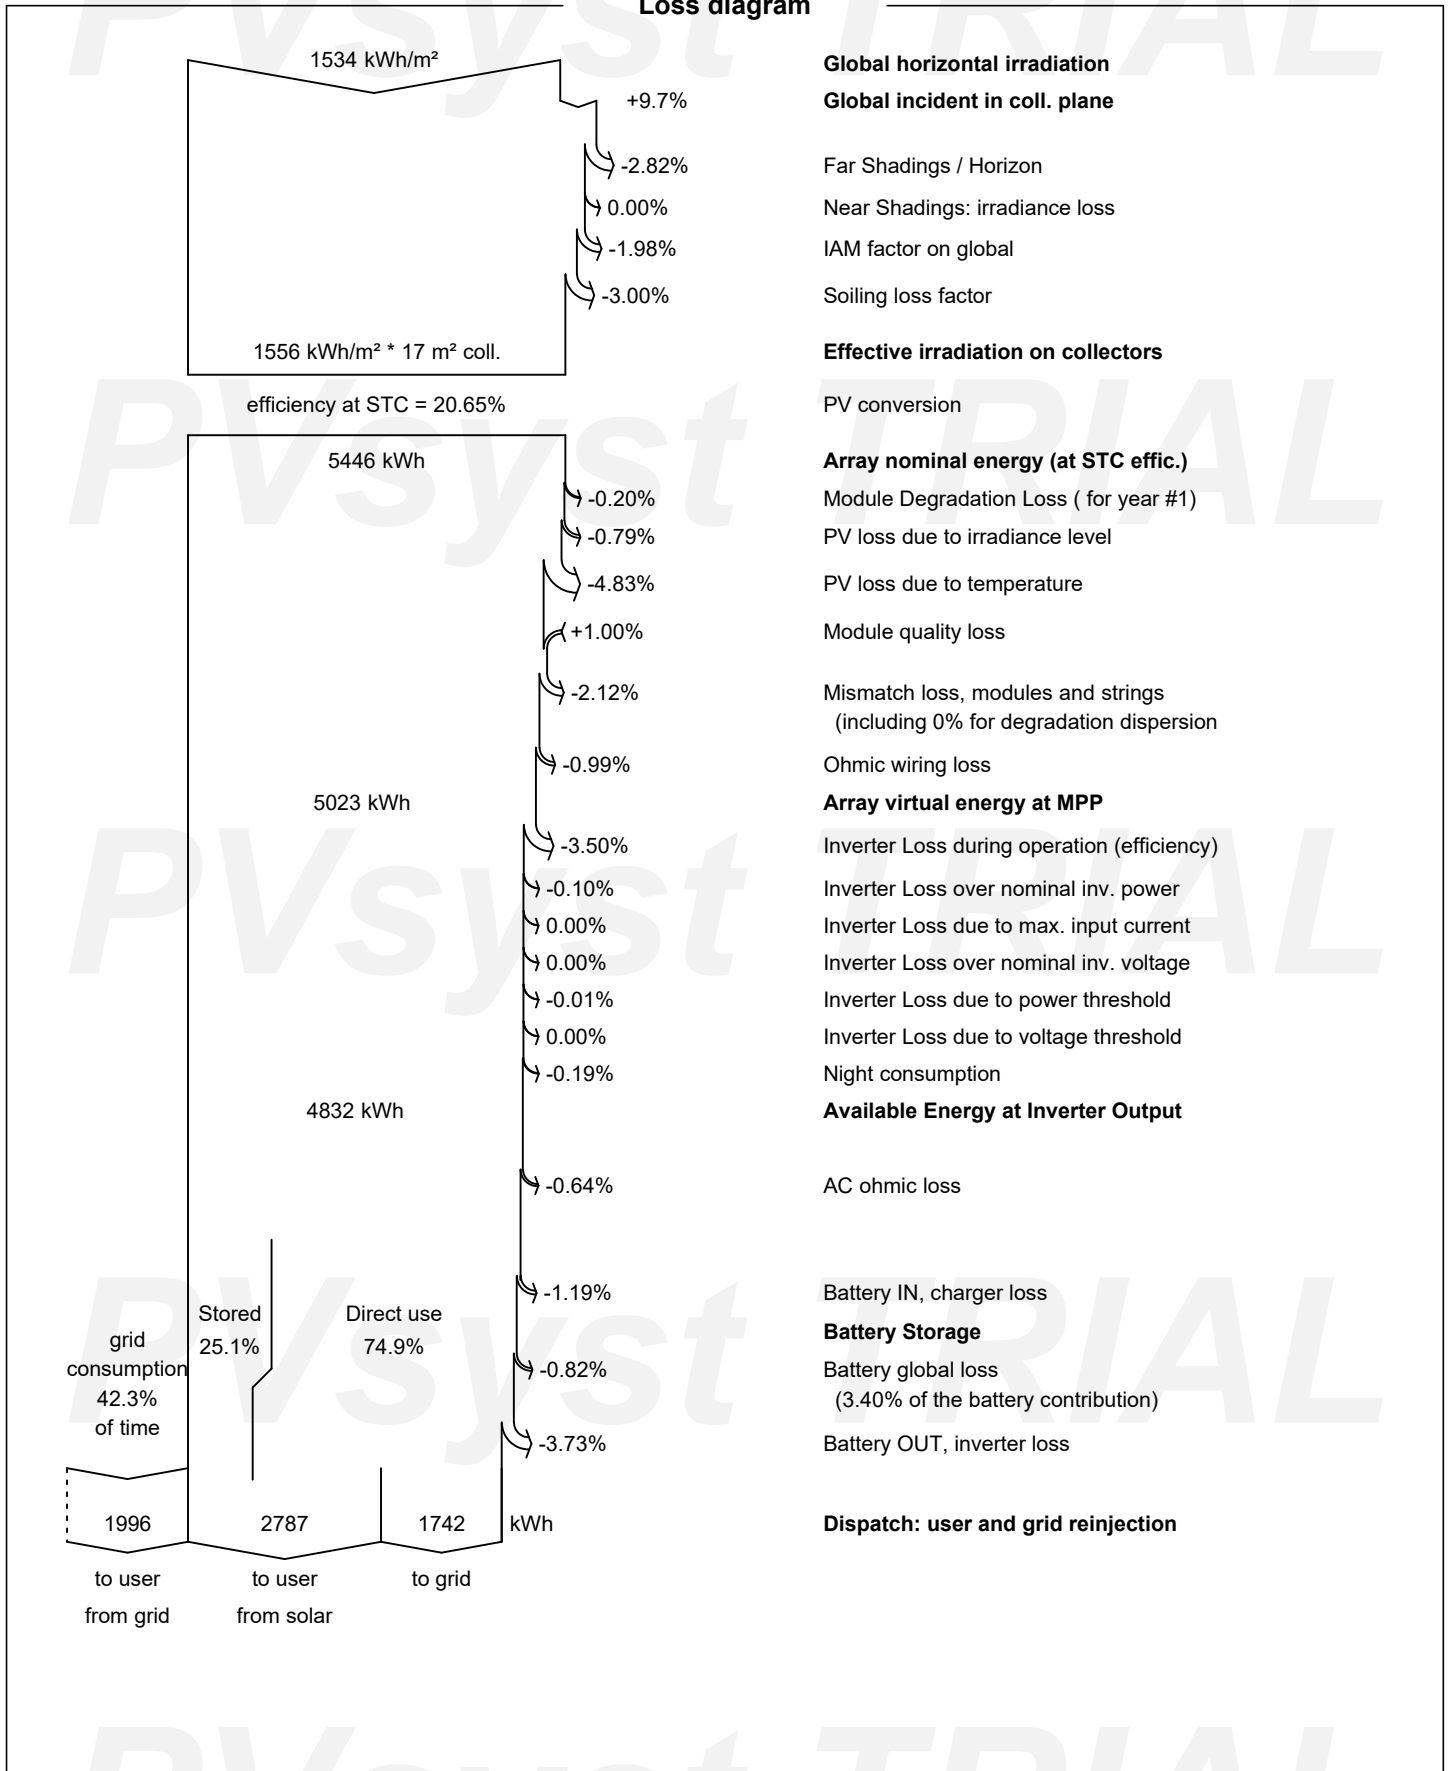 Loss diagram
1534 kWh/m²
Global horizontal irradiation
+9.7%
Global incident in coll. plane
-2.82%
Far Shadings / Horizon
0.00%
Near Shadings: irradiance loss
-1.98%
IAM factor on global
-3.00%
Soiling loss factor
1556 kWh/m² * 17 m² coll.
Effective irradiation on collectors
efficiency at STC = 20.65%
PV conversion
5446 kWh
Array nominal energy (at STC effic.)
-0.20%
Module Degradation Loss ( for year #1)
-0.79%
PV loss due to irradiance level
-4.83%
PV loss due to temperature
+1.00%
Module quality loss
-2.12%
Mismatch loss, modules and strings
(including 0% for degradation dispersion
-0.99%
Ohmic wiring loss
5023 kWh
Array virtual energy at MPP
-3.50%
Inverter Loss during operation (efficiency)
-0.10%
Inverter Loss over nominal inv. power
0.00%
Inverter Loss due to max. input current
0.00%
Inverter Loss over nominal inv. voltage
-0.01%
Inverter Loss due to power threshold
0.00%
Inverter Loss due to voltage threshold
-0.19%
Night consumption
4832 kWh
Available Energy at Inverter Output
-0.64%
AC ohmic loss
-1.19%
Battery IN, charger loss
Stored
25.1%
Direct use
74.9%
Battery Storage
grid
consumption
42.3%
of time
-0.82%
Battery global loss
(3.40% of the battery contribution)
-3.73%
Battery OUT, inverter loss
1996
2787
1742
kWh
Dispatch: user and grid reinjection
to user
from grid
to user
from solar
to grid
PVsyst TRIAL
PVsyst TRIAL
PVsyst TRIAL
PVsyst TRIAL
PVsyst TRIAL